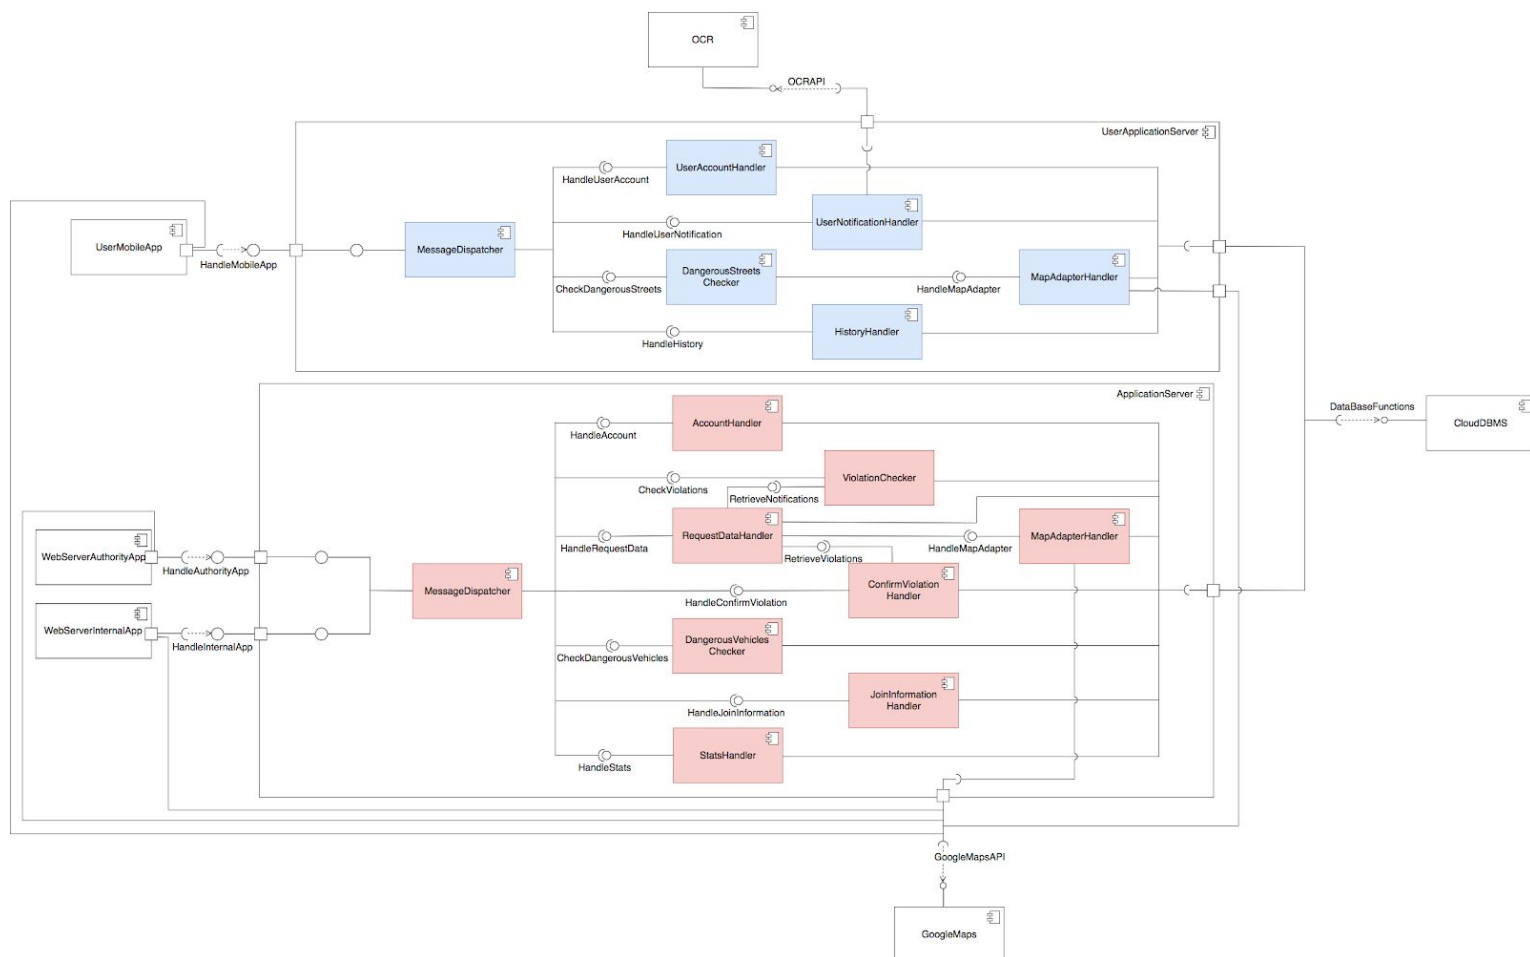 OCR
OCRAPI
UserApplicationServer
UserAccountHandler
HandleUserAccount
UserNotificationHandler
HandleUserNotification
UserMobileApp
HandleMobileApp
MessageDispatcher
DangerousStreets
Checker
CheckDangerousStreets
HandleMapAdapter
MapAdapterHandler
HistoryHandler
HandleHistory
ApplicationServer
AccountHandler
HandleAccount
DataBaseFunctions
CloudDBMS
ViolationChecker
CheckViolations
RetrieveNotifications
RequestDataHandler
HandleRequestData
HandleMapAdapter
MapAdapterHandler
RetrieveViolations
WebServerAuthorityApp
HandleAuthorityApp
MessageDispatcher
ConfirmViolation
Handler
HandleConfirmViolation
WebServerInternalApp
HandleInternalApp
DangerousVehicles
Checker
CheckDangerousVehicles
JoinInformation
Handler
HandleJoinInformation
StatsHandler
HandleStats
GoogleMapsAPI
GoogleMaps